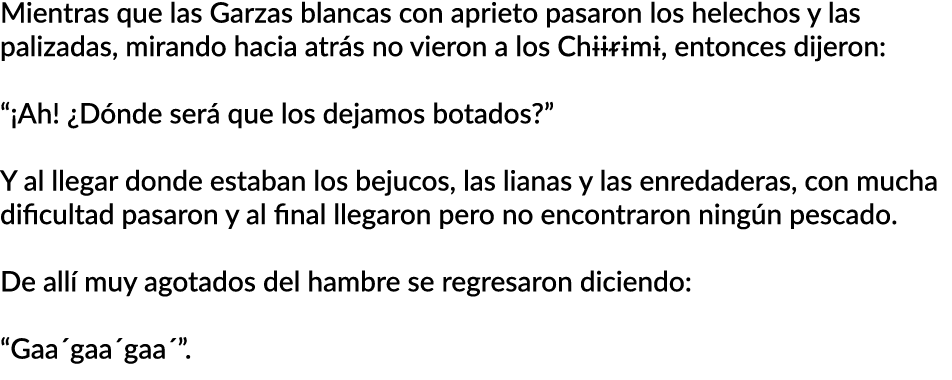 Mientras que las Garzas blancas con aprieto pasaron los helechos y las
palizadas, mirando hacia atrás no vieron a los Chɨɨɍɨmɨ, entonces dijeron:
“¡Ah! ¿Dónde será que los dejamos botados?”
Y al llegar donde estaban los bejucos, las lianas y las enredaderas, con mucha
dificultad pasaron y al final llegaron pero no encontraron ningún pescado.
De allí muy agotados del hambre se regresaron diciendo:
“Gaa´gaa´gaa´”.